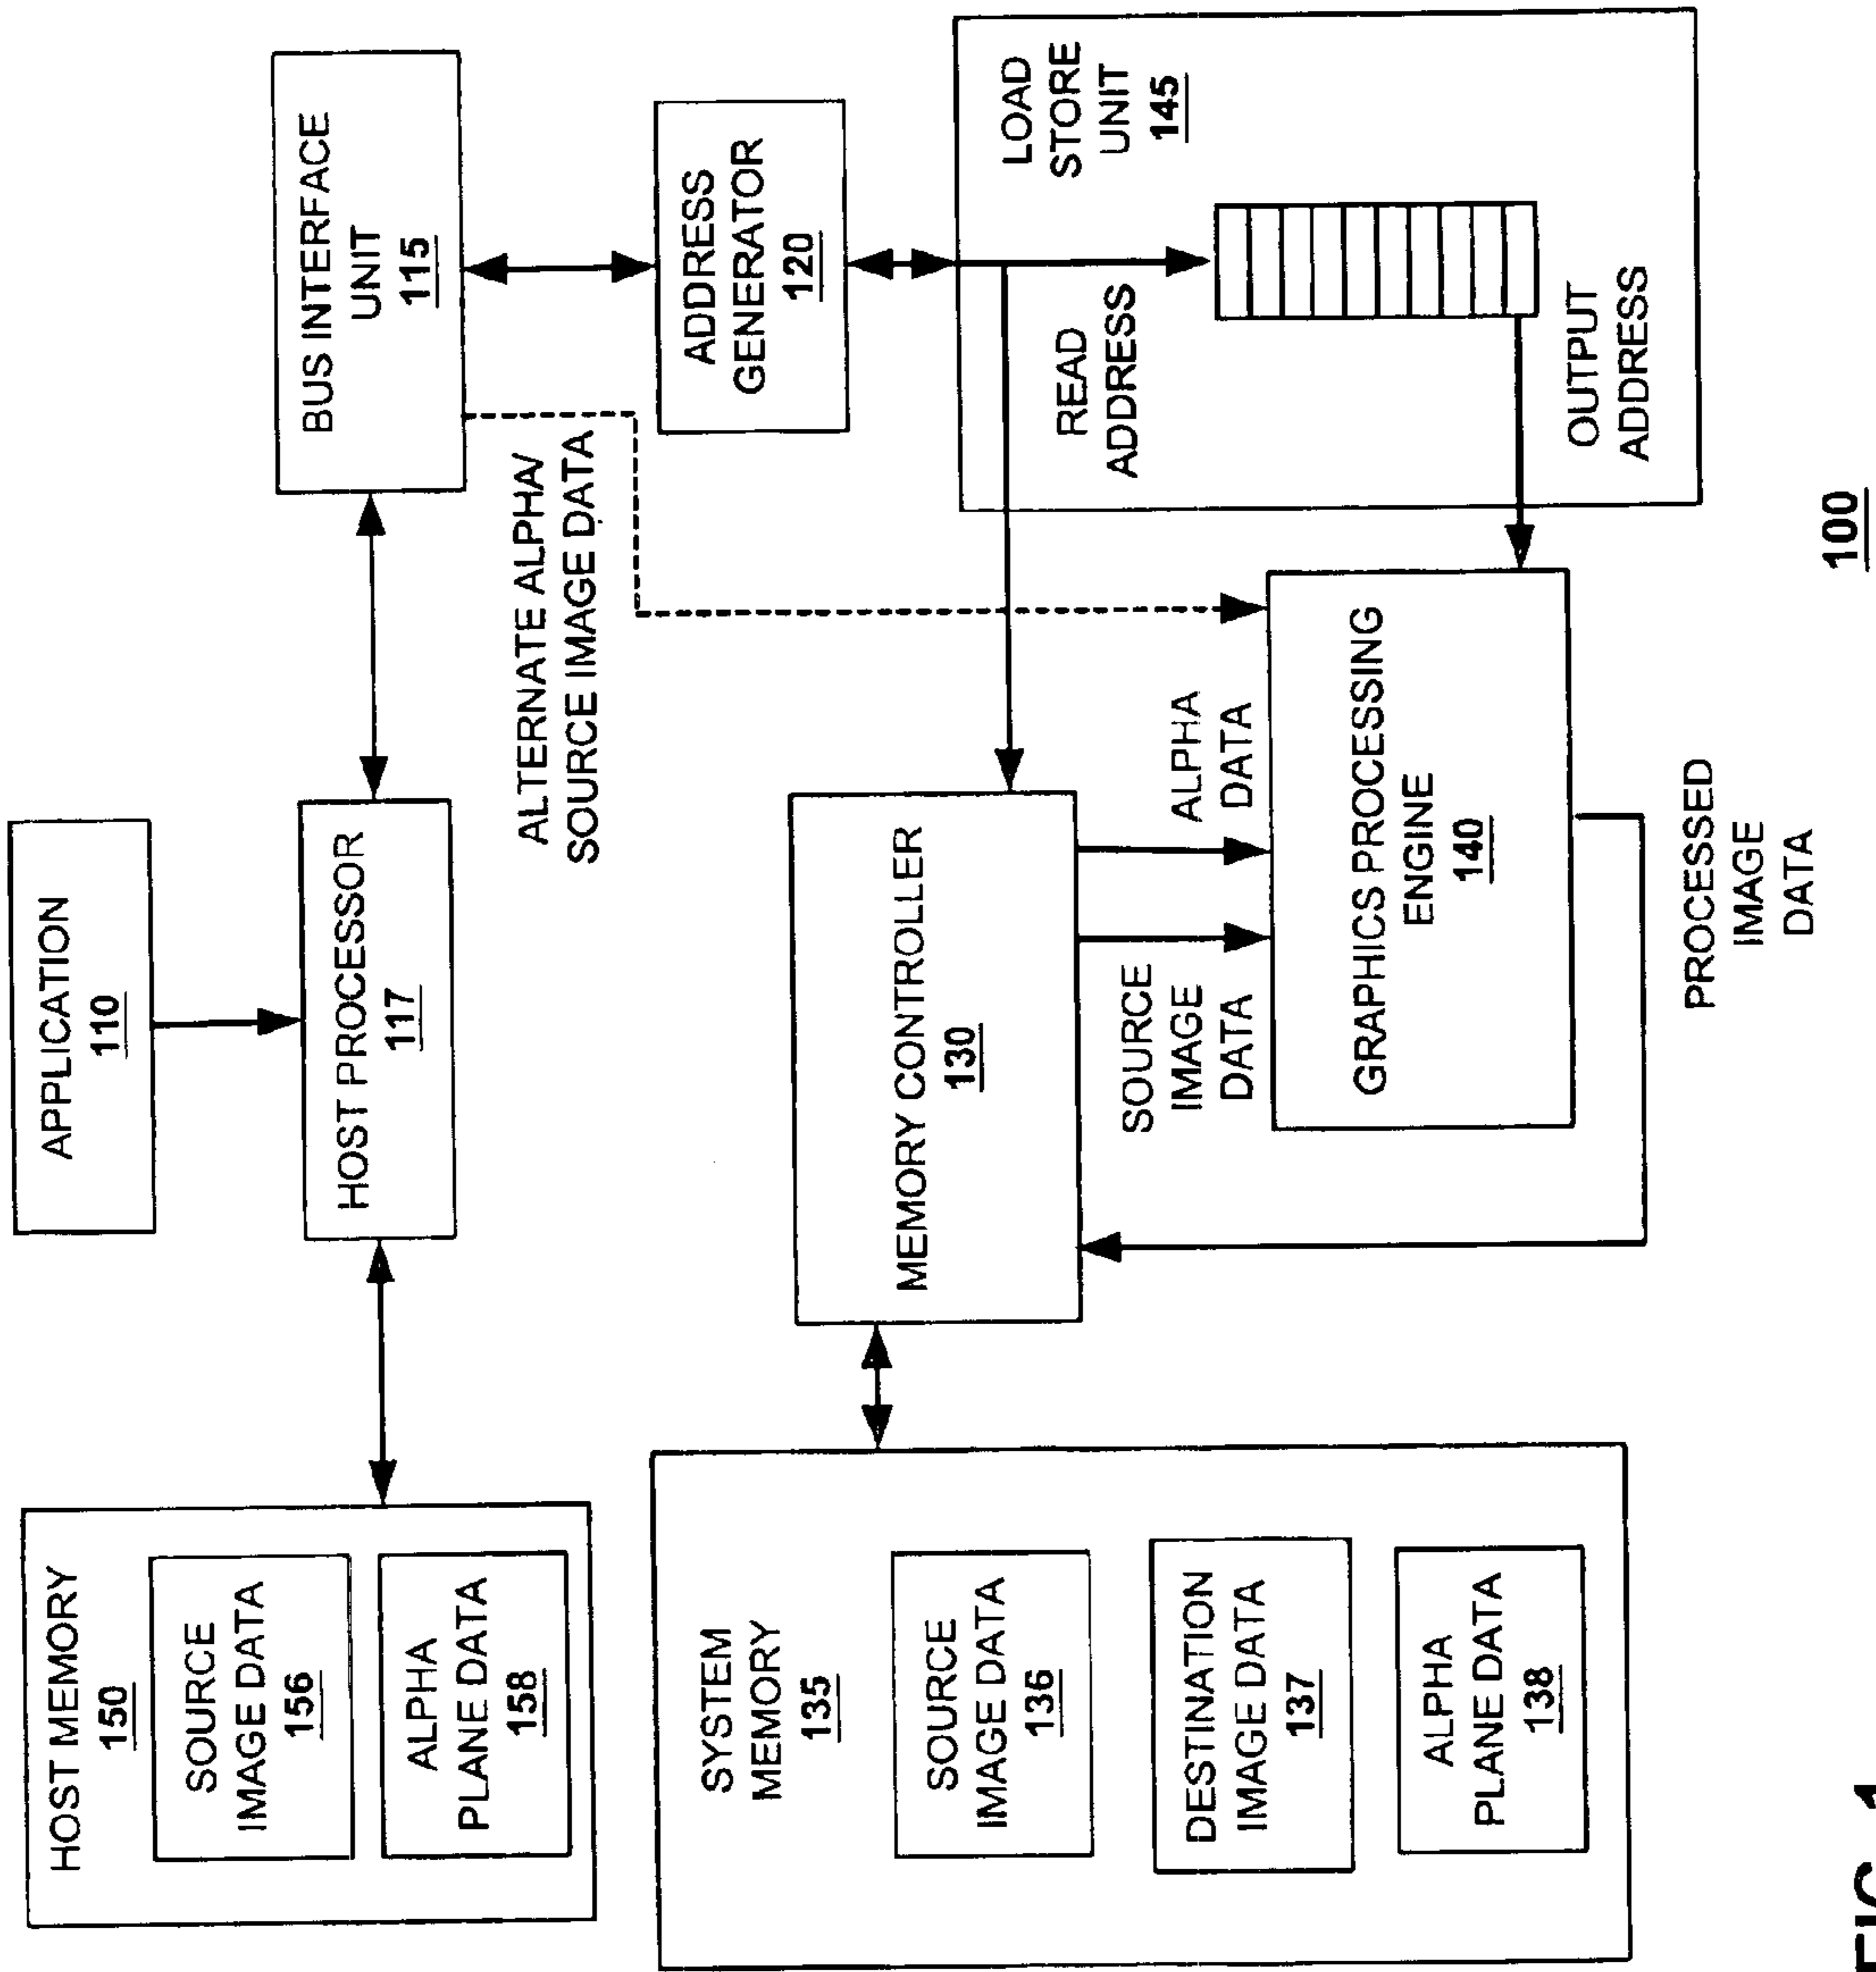 APPLICATION
110
HOST MEMORY
150
SOURCE
IMAGE DATA
156
ALPHA
PLANE DATA
158
HOST PROCESSOR
117
BUS INTERFACE
UNIT
115
ALTERNATE ALPHA/
SOURCE IMAGE DATA
ADDRESS
GENERATOR
120
SYSTEM
MEMORY
135
SOURCE
IMAGE DATA
136
DESTINATION
IMAGE DATA
137
ALPHA
PLANE DATA
138
MEMORY CONTROLLER
130
SOURCE
IMAGE
DATA
ALPHA
DATA
GRAPHICS PROCESSING
ENGINE
140
PROCESSED
IMAGE
DATA
LOAD
STORE
UNIT
145
READ
ADDRESS
OUTPUT
ADDRESS
100
FIG. 1